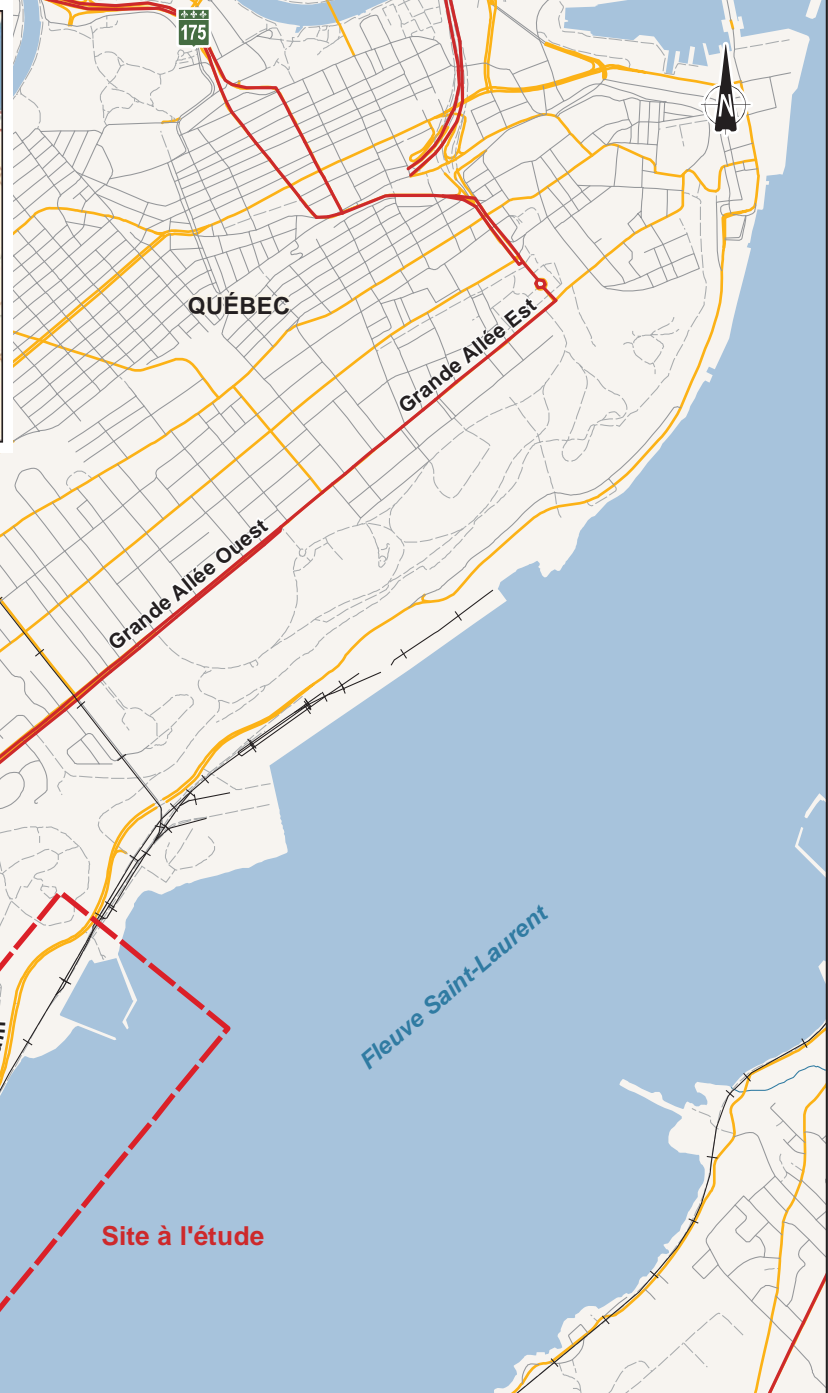 175
N
QUÉBEC
Grande Allée Est
Grande Allée Ouest
Fleuve Saint-Laurent
Site à l'étude